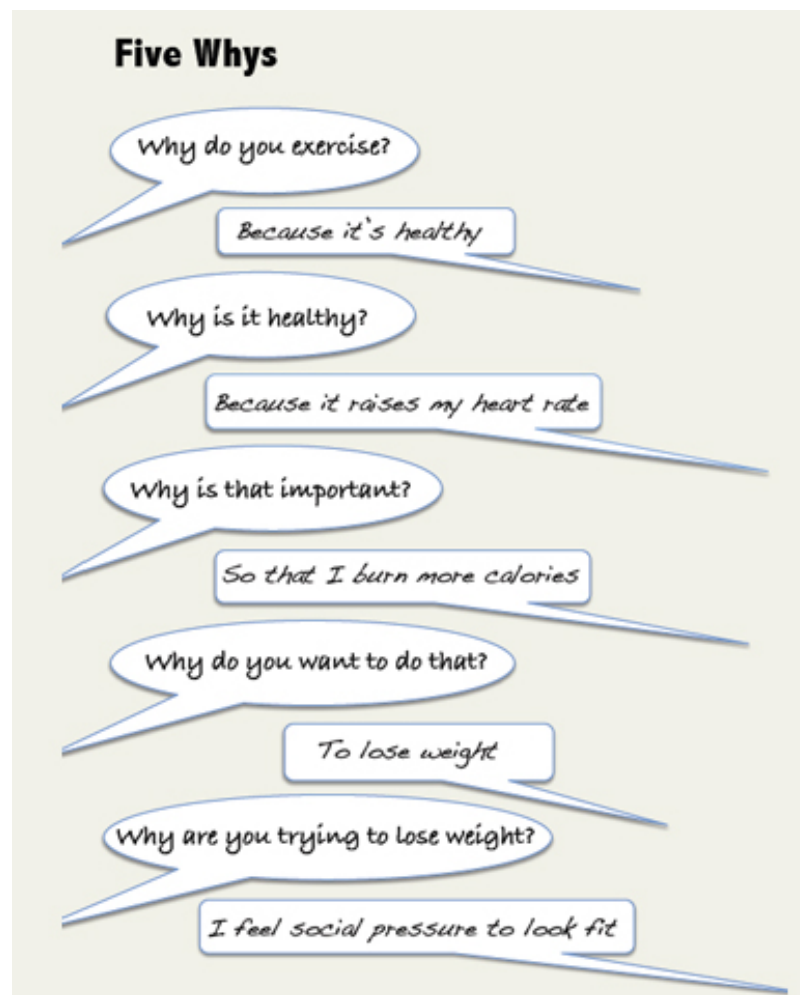 Five Whys
Why do you exercise?
Because it's healthy
Why is it healthy?
Because it raises my heart rate
Why is that important?
So that I burn more calories
Why do you want to do that?
To lose weight
Why are you trying to lose weight?
I feel social pressure to look fit